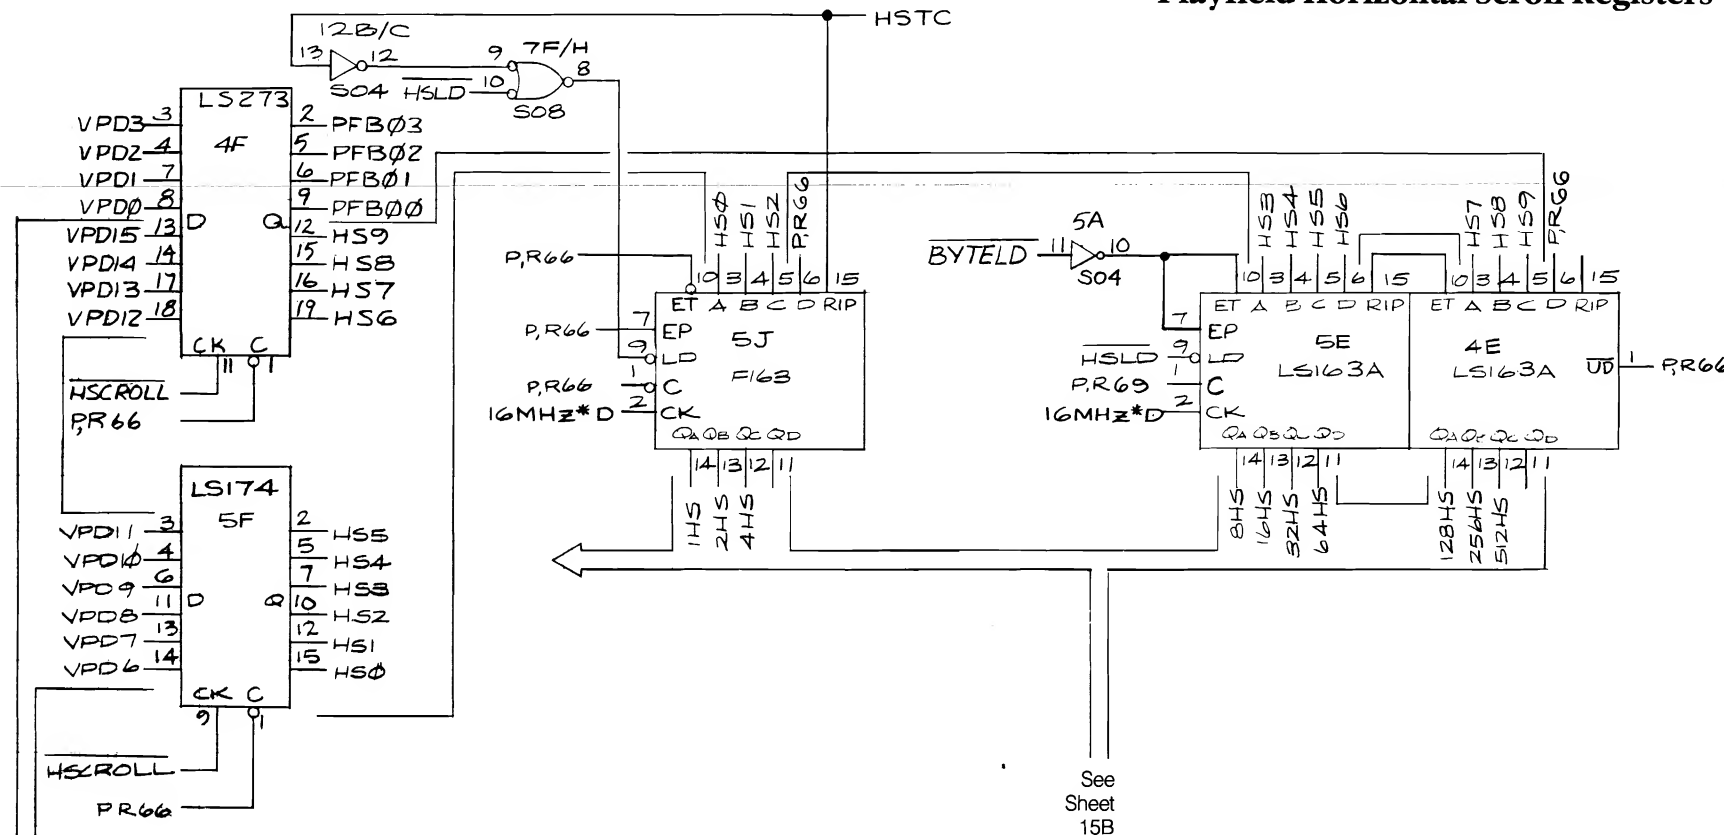 Playfield Horizontal Scroll Registers
HSTC
12B/C
13 12
S04
7F/H
9 8
HSLD 10
S08
LS273
4F
VPD3 3 2 PFBØ3
VPD2 4 5 PFBØ2
VPD1 7 6 PFBØ1
VPDØ 8 9 PFBØØ
D Q
VPD15 13 12 HS9
VPD14 14 15 HS8
VPD13 17 16 HS7
VPD12 18 19 HS6
CK C
11 1
HSCROLL
P,R66
LS174
5F
VPD11 3 2 HS5
VPD1Ø 4 5 HS4
VPD9 6 7 HS3
VPD8 11 D Q 10 HS2
VPD7 13 12 HS1
VPD6 14 15 HSØ
CK C
9 1
HSCROLL
PR66
HSØ HS1 HS2 P,R66
P,R66
10 3 4 5 6 15
ET A B C D RIP
P,R66 7 EP
5J
9 LD
F163
P,R66 1 C
16MHz*D 2 CK
QA QB QC QD
14 13 12 11
1HS 2HS 4HS
5A
BYTELD 11 10
S04
HS3 HS4 HS5 HS6
10 3 4 5 6 15
ET A B C D RIP
7 EP
5E
HSLD 9 LD
LS163A
P,R69 1 C
16MHz*D 2 CK
QA QB QC QD
14 13 12 11
8HS 16HS 32HS 64HS
HS7 HS8 HS9 P,R66
10 3 4 5 6 15
ET A B C D RIP
4E
LS163A
UD 1 P,R66
QA QB QC QD
14 13 12 11
128HS 256HS 512HS
See
Sheet
15B